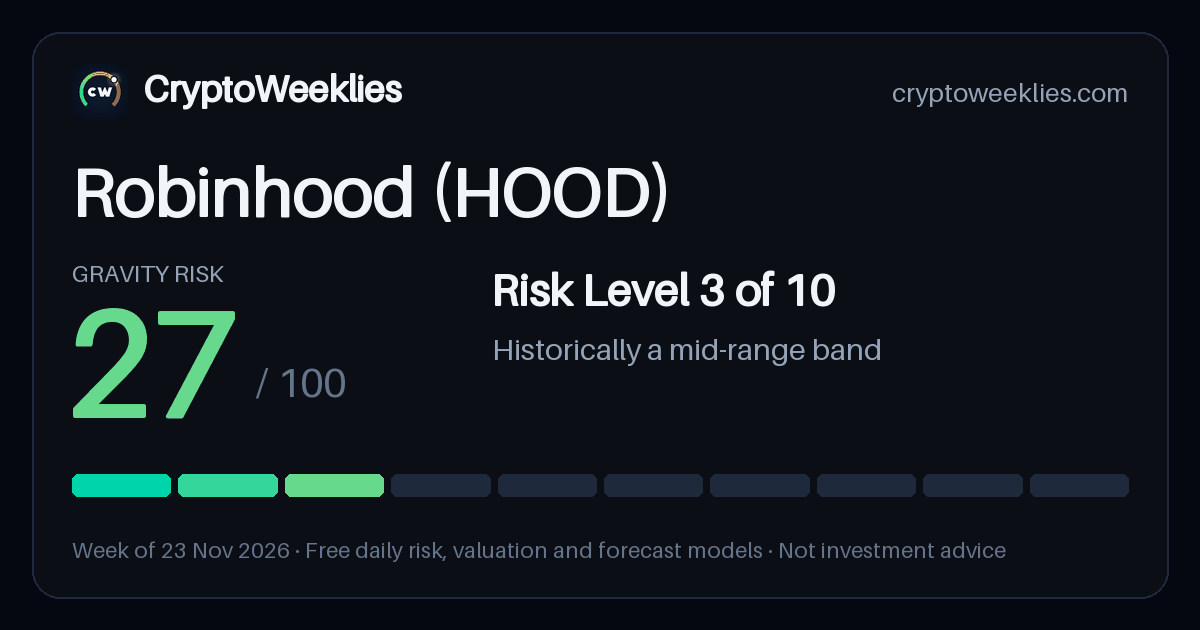 CW
CryptoWeeklies
cryptoweeklies.com
Robinhood (HOOD)
GRAVITY RISK
27 / 100
Risk Level 3 of 10
Historically a mid-range band
Week of 23 Nov 2026 · Free daily risk, valuation and forecast models · Not investment advice